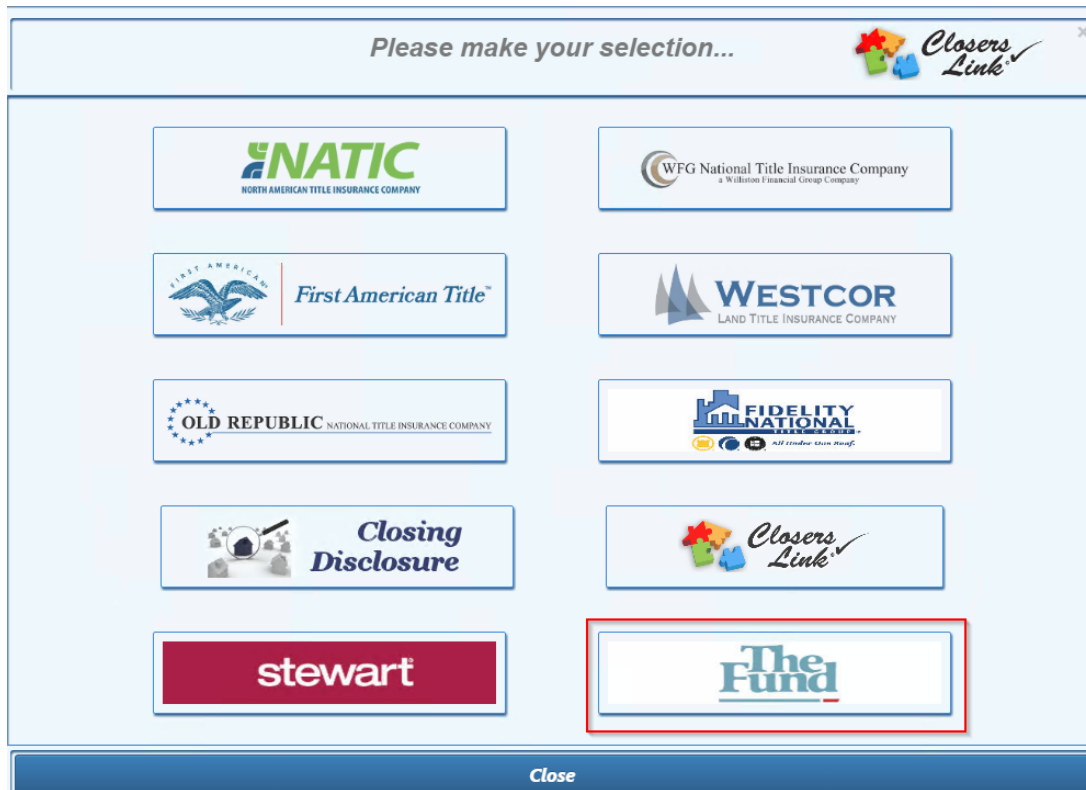 Please make your selection...
Closers
Link
×
NATIC
NORTH AMERICAN TITLE INSURANCE COMPANY
WFG National Title Insurance Company
a Williston Financial Group Company
FIRST AMERICAN
First American Title™
WESTCOR
LAND TITLE INSURANCE COMPANY
OLD REPUBLIC NATIONAL TITLE INSURANCE COMPANY
FIDELITY
NATIONAL
TITLE GROUP
All Under One Roof.
Closing
Disclosure
Closers
Link
stewart
The
Fund
Close